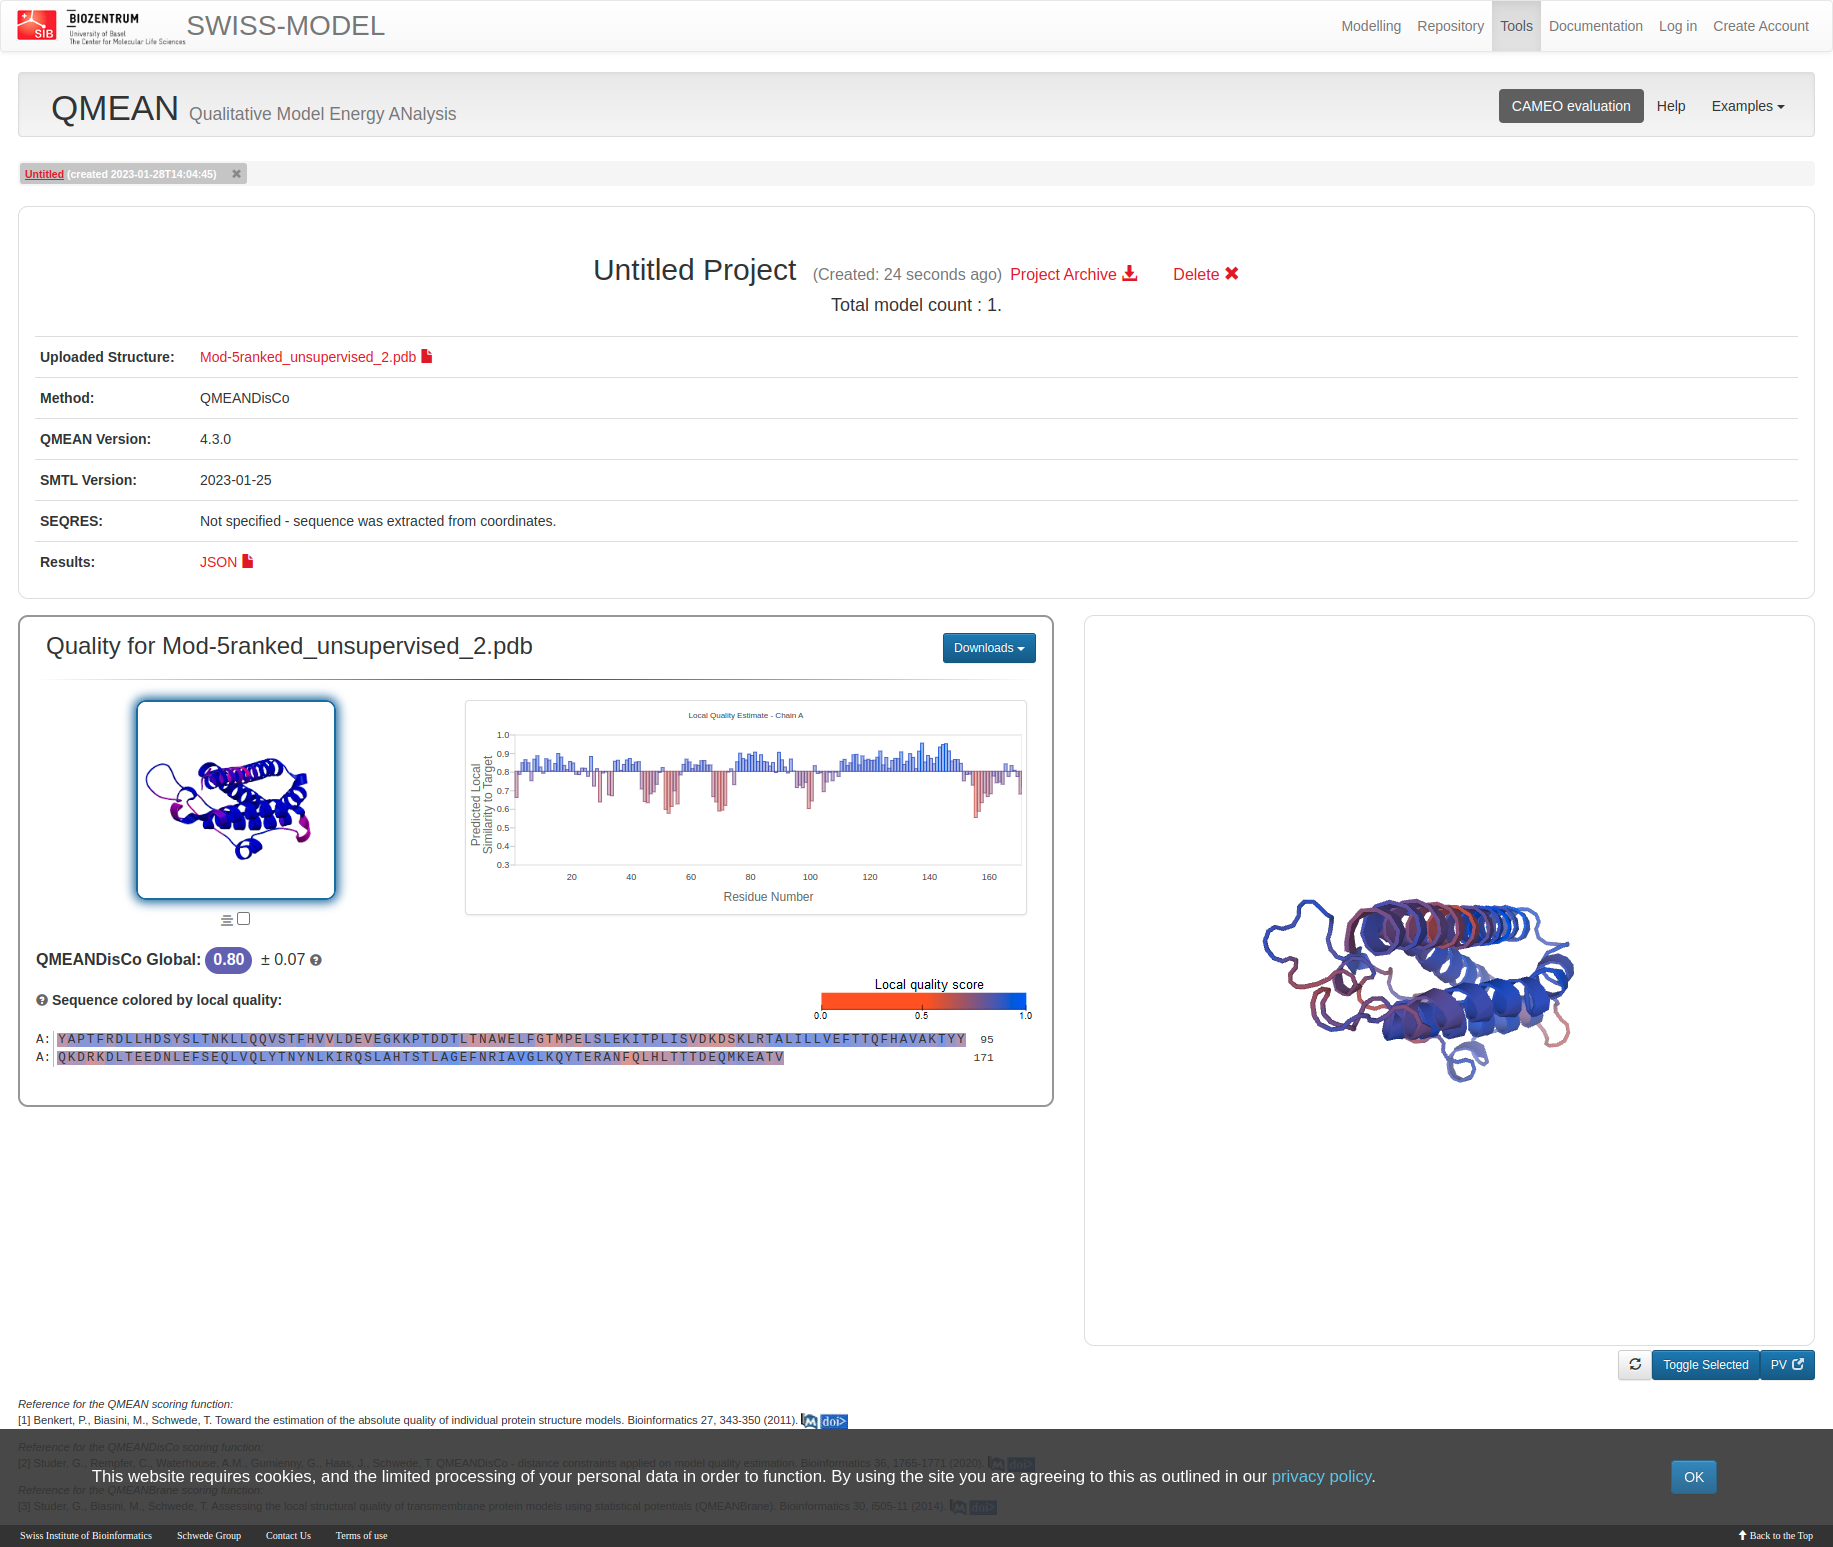 SIB
BIOZENTRUM
University of Basel
The Center for Molecular Life Sciences
SWISS-MODEL
Modelling
Repository
Tools
Documentation
Log in
Create Account
QMEAN Qualitative Model Energy ANalysis
CAMEO evaluation
Help
Examples
Untitled (created 2023-01-28T14:04:45)
Untitled Project (Created: 24 seconds ago) Project Archive Delete
Total model count : 1.
Uploaded Structure: Mod-5ranked_unsupervised_2.pdb
Method: QMEANDisCo
QMEAN Version: 4.3.0
SMTL Version: 2023-01-25
SEQRES: Not specified - sequence was extracted from coordinates.
Results: JSON
Quality for Mod-5ranked_unsupervised_2.pdb
Downloads
Local Quality Estimate - Chain A
Predicted Local
Similarity to Target
1.0
0.9
0.8
0.7
0.6
0.5
0.4
0.3
20 40 60 80 100 120 140 160
Residue Number
QMEANDisCo Global: 0.80 ± 0.07
Sequence colored by local quality:
Local quality score
0.0 0.5 1.0
A: YAPTFRDLLHDSYSLTNKLLQQVSTFHVVLDEVEGKKPTDDTLTNAWELFGTMPELSLEKITPLISVDKDSKLRTALILLVEFTTQFHAVAKTYY 95
A: QKDRKDLTEEDNLEFSEQLVQLYTNYNLKIRQSLAHTSTLAGEFNRIAVGLKQYTERANFQLHLTTTDEQMKEATV 171
Toggle Selected
PV
Reference for the QMEAN scoring function:
[1] Benkert, P., Biasini, M., Schwede, T. Toward the estimation of the absolute quality of individual protein structure models. Bioinformatics 27, 343-350 (2011). M doi>
Reference for the QMEANDisCo scoring function:
[2] Studer, G., Rempfer, C., Waterhouse, A.M., Gumienny, G., Haas, J., Schwede, T. QMEANDisCo - distance constraints applied on model quality estimation. Bioinformatics 36, 1765-1771 (2020). M doi>
This website requires cookies, and the limited processing of your personal data in order to function. By using the site you are agreeing to this as outlined in our privacy policy.
OK
Reference for the QMEANBrane scoring function:
[3] Studer, G., Biasini, M., Schwede, T. Assessing the local structural quality of transmembrane protein models using statistical potentials (QMEANBrane). Bioinformatics 30, i505-11 (2014). M doi>
Swiss Institute of Bioinformatics
Schwede Group
Contact Us
Terms of use
Back to the Top